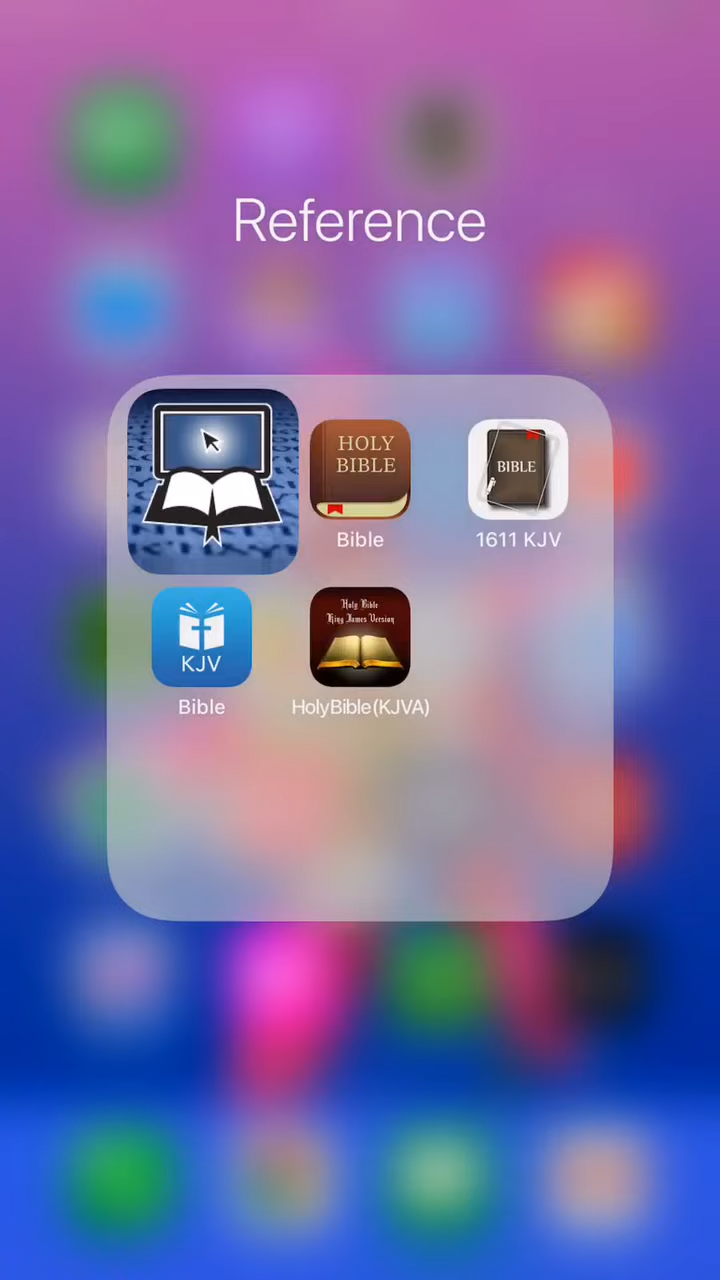 Reference
HOLY
BIBLE
BIBLE
Bible
1611 KJV
KJV
Holy Bible
King James Version
Bible
HolyBible(KJVA)